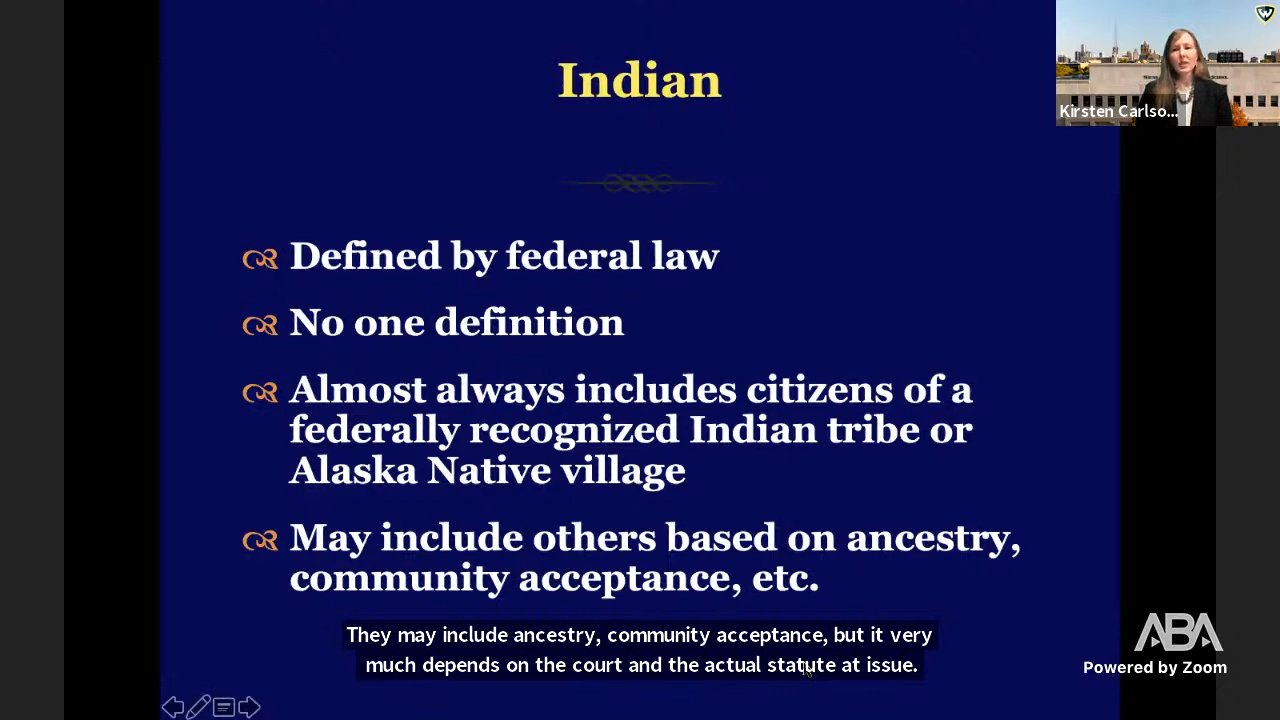 Indian
Kirsten Carlso...
Defined by federal law
No one definition
Almost always includes citizens of a
federally recognized Indian tribe or
Alaska Native village
May include others based on ancestry,
community acceptance, etc.
They may include ancestry, community acceptance, but it very
much depends on the court and the actual statute at issue.
ABA
Powered by Zoom